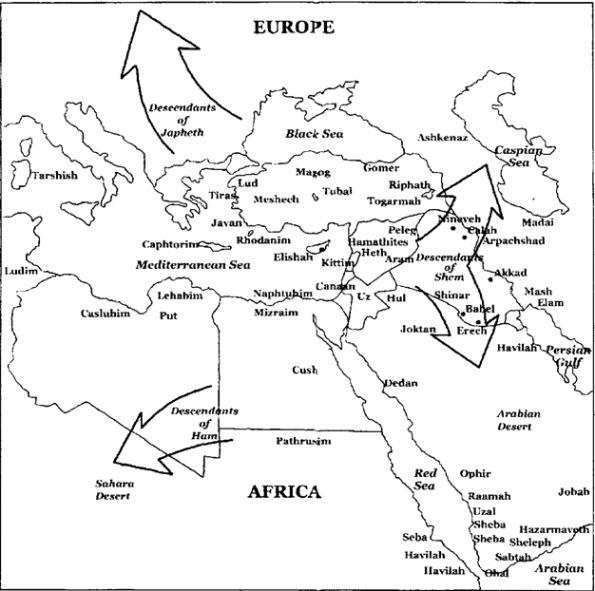 EUROPE
Descendants
of
Japheth
Black Sea
Ashkenaz
Caspian
Sea
Tarshish
Lud
Magog
Gomer
Tiras
Meshech
Tubal
Riphath
Togarmah
Javan
Nineveh
Calah
Madai
Peleg
Arpachshad
Caphtorim
Rhodanim
Hamathites
Heth
Elishah
Kittim
Aram
Descendants
of
Shem
Mediterranean Sea
Ludim
Akkad
Canaan
Lehabim
Naphtubim
Uz
Hul
Shinar
Mash
Elam
Casluhim
Put
Mizraim
Babel
Joktan
Erech
Havilah
Persian
Gulf
Cush
Dedan
Descendants
of
Ham
Arabian
Desert
Pathrusim
Sahara
Desert
AFRICA
Red
Sea
Ophir
Raamah
Jobab
Uzal
Sheba
Hazarmaveth
Seba
Sheba
Sheleph
Havilah
Sabtah
Havilah
Obal
Arabian
Sea